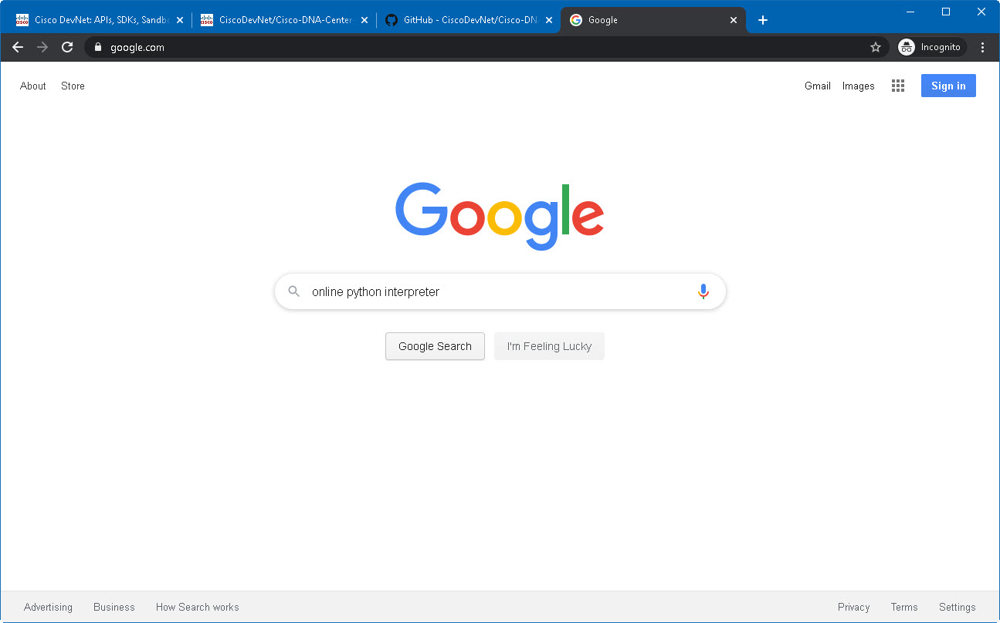 Cisco DevNet: APIs, SDKs, Sandb
CiscoDevNet/Cisco-DNA-Center
GitHub - CiscoDevNet/Cisco-DN
Google
google.com
Incognito
About Store
Gmail Images Sign in
Google
online python interpreter
Google Search I'm Feeling Lucky
Advertising Business How Search works
Privacy Terms Settings